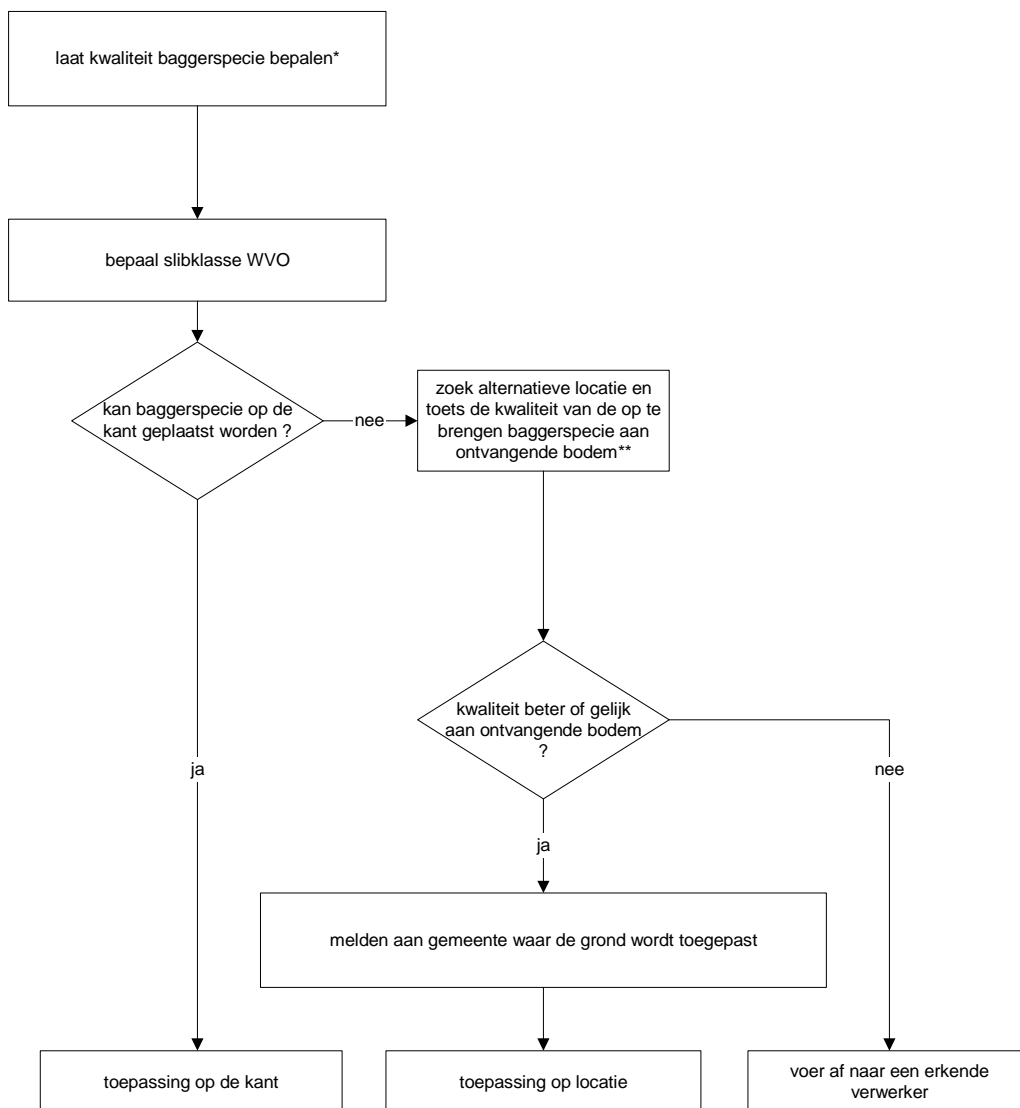 laat kwaliteit baggerspecie bepalen*
bepaal slibklasse WVO
kan baggerspecie op de
kant geplaatst worden ?
nee
zoek alternatieve locatie en
toets de kwaliteit van de op te
brengen baggerspecie aan
ontvangende bodem**
kwaliteit beter of gelijk
aan ontvangende bodem
?
ja
nee
ja
melden aan gemeente waar de grond wordt toegepast
toepassing op de kant
toepassing op locatie
voer af naar een erkende
verwerker